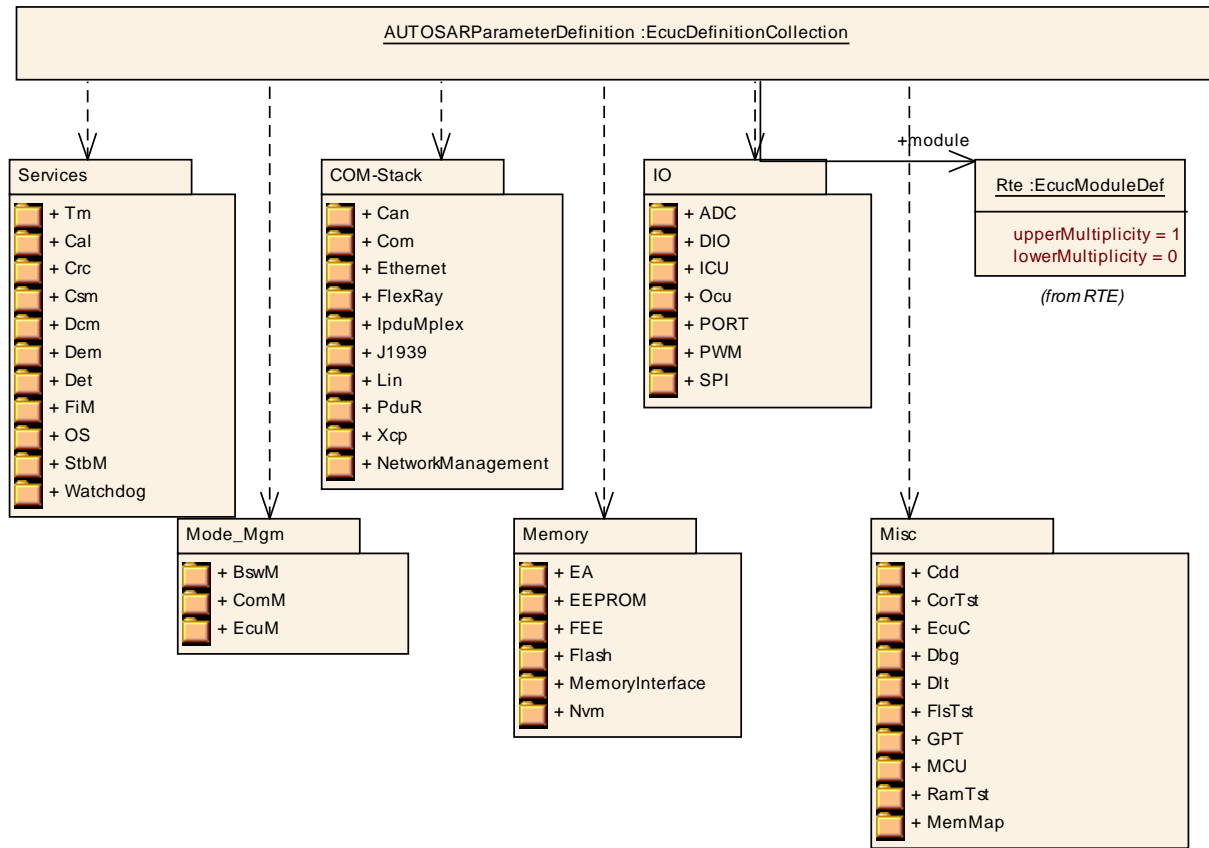 AUTOSARParameterDefinition :EcucDefinitionCollection
Services
+ Tm
+ Cal
+ Crc
+ Csm
+ Dcm
+ Dem
+ Det
+ FiM
+ OS
+ StbM
+ Watchdog
COM-Stack
+ Can
+ Com
+ Ethernet
+ FlexRay
+ IpduMplex
+ J1939
+ Lin
+ PduR
+ Xcp
+ NetworkManagement
IO
+ ADC
+ DIO
+ ICU
+ Ocu
+ PORT
+ PWM
+ SPI
+module
Rte :EcucModuleDef
upperMultiplicity = 1
lowerMultiplicity = 0
(from RTE)
Mode_Mgm
+ BswM
+ ComM
+ EcuM
Memory
+ EA
+ EEPROM
+ FEE
+ Flash
+ MemoryInterface
+ Nvm
Misc
+ Cdd
+ CorTst
+ EcuC
+ Dbg
+ Dlt
+ FlsTst
+ GPT
+ MCU
+ RamTst
+ MemMap